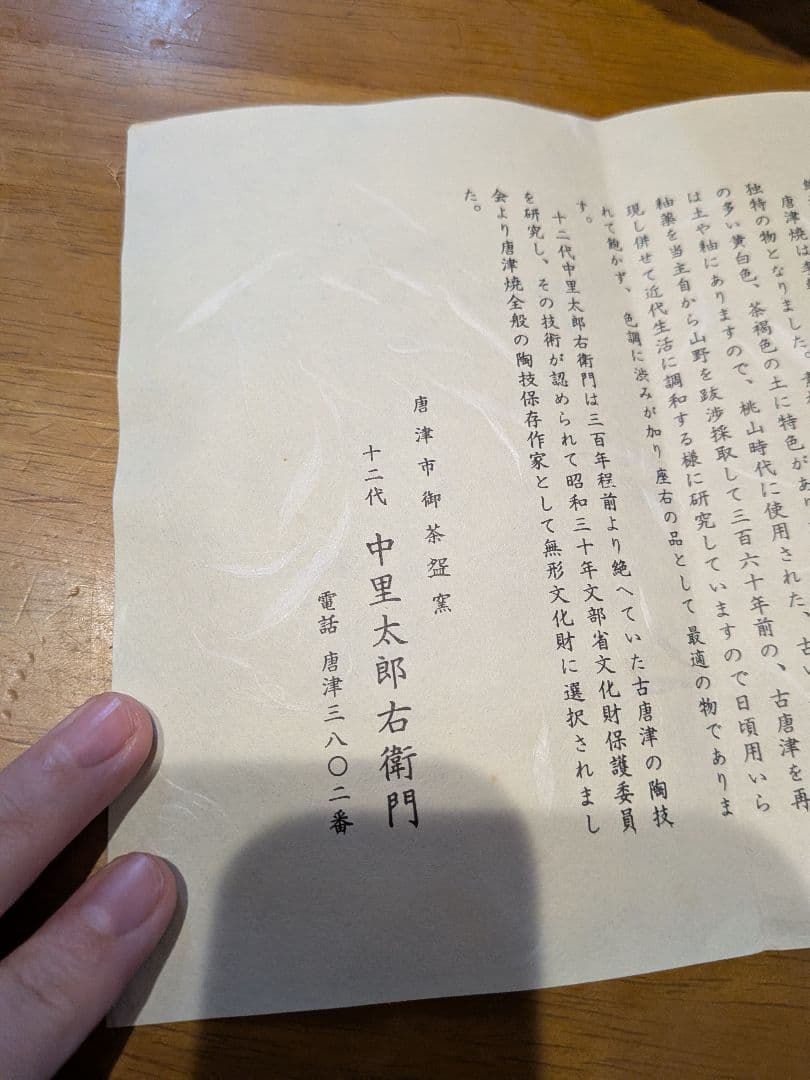 唐津焼は李朝
独特の物となりました。
の多い黄白色、茶褐色の土に特色があり
は土や釉にありますので、桃山時代に使用された、古い
釉薬を当主自から山野を跋渉採取して三百六十年前の、古唐津を再
現し併せて近代生活に調和する様に研究していますので日頃用いら
れて飽かず、色調に渋みが加り座右の品として最適の物でありま
す。
十二代中里太郎右衛門は三百年程前より絶へていた古唐津の陶技
を研究し、その技術が認められて昭和三十年文部省文化財保護委員
会より唐津焼全般の陶技保存作家として無形文化財に選択されまし
た。
唐津市御茶盌窯
十二代 中里太郎右衛門
電話 唐津三八〇二番